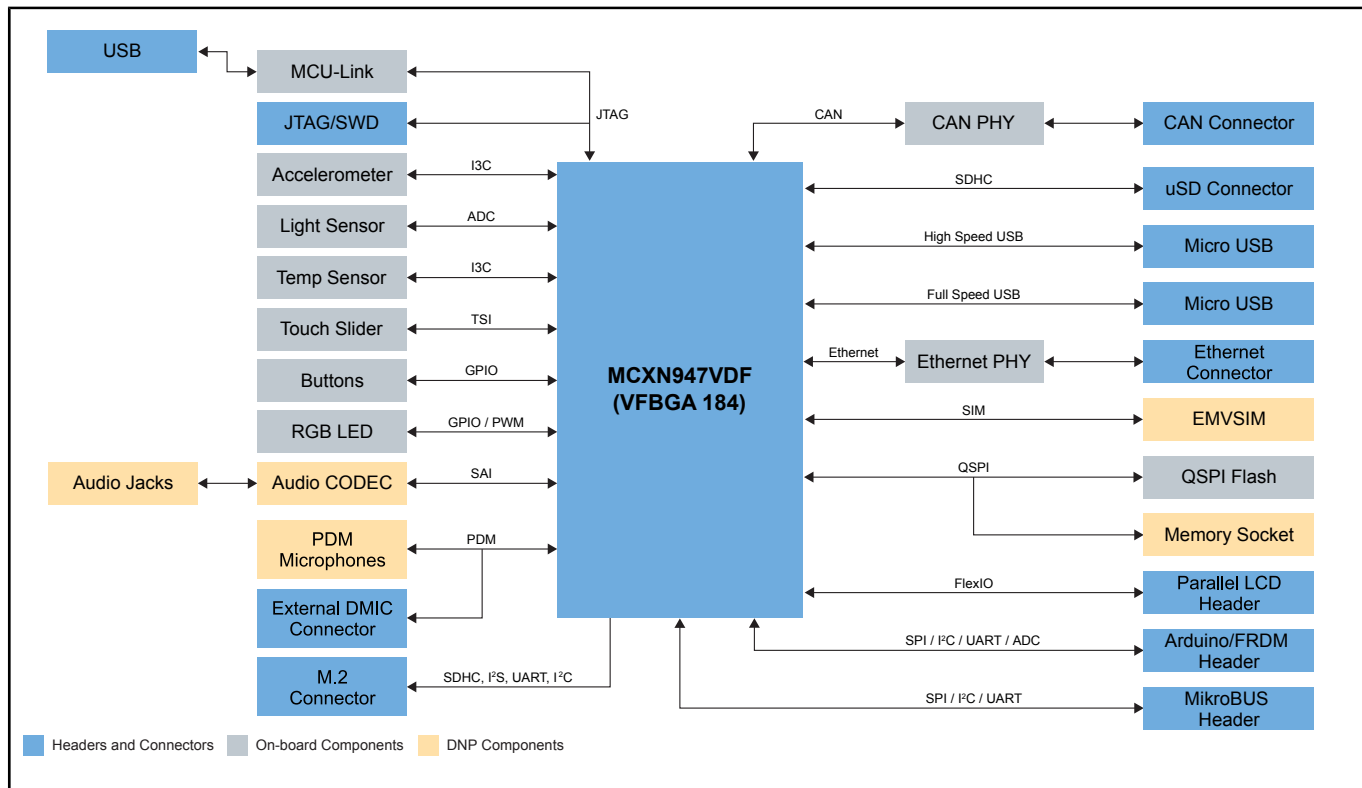 USB
MCU-Link
JTAG/SWD
JTAG
Accelerometer
I3C
Light Sensor
ADC
Temp Sensor
I3C
Touch Slider
TSI
Buttons
GPIO
RGB LED
GPIO / PWM
Audio Jacks
Audio CODEC
SAI
PDM
Microphones
PDM
External DMIC
Connector
M.2
Connector
SDHC, I²S, UART, I²C
MCXN947VDF
(VFBGA 184)
CAN
CAN PHY
CAN Connector
SDHC
uSD Connector
High Speed USB
Micro USB
Full Speed USB
Micro USB
Ethernet
Ethernet PHY
Ethernet
Connector
SIM
EMVSIM
QSPI
QSPI Flash
Memory Socket
FlexIO
Parallel LCD
Header
SPI / I²C / UART / ADC
Arduino/FRDM
Header
SPI / I²C / UART
MikroBUS
Header
Headers and Connectors
On-board Components
DNP Components